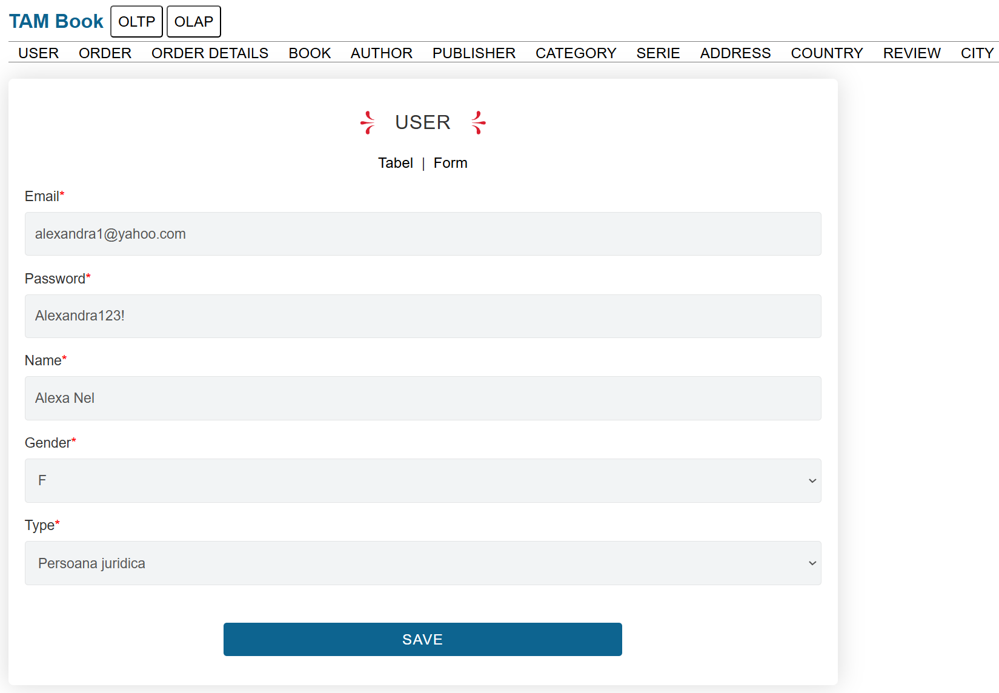 TAM Book OLTP OLAP
USER ORDER ORDER DETAILS BOOK AUTHOR PUBLISHER CATEGORY SERIE ADDRESS COUNTRY REVIEW CITY
USER
Tabel | Form
Email*
alexandra1@yahoo.com
Password*
Alexandra123!
Name*
Alexa Nel
Gender*
F
Type*
Persoana juridica
SAVE